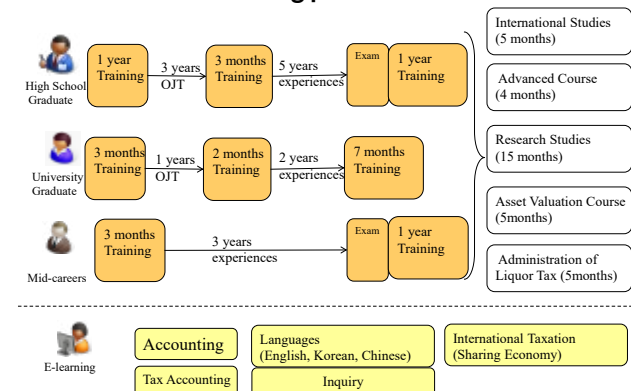 High School
Graduate
1 year
Training
3 years
OJT
3 months
Training
5 years
experiences
Exam
1 year
Training
University
Graduate
3 months
Training
1 years
OJT
2 months
Training
2 years
experiences
7 months
Training
Mid-careers
3 months
Training
3 years
experiences
Exam
1 year
Training
International Studies
(5 months)
Advanced Course
(4 months)
Research Studies
(15 months)
Asset Valuation Course
(5months)
Administration of
Liquor Tax (5months)
E-learning
Accounting
Languages
(English, Korean, Chinese)
International Taxation
(Sharing Economy)
Tax Accounting
Inquiry